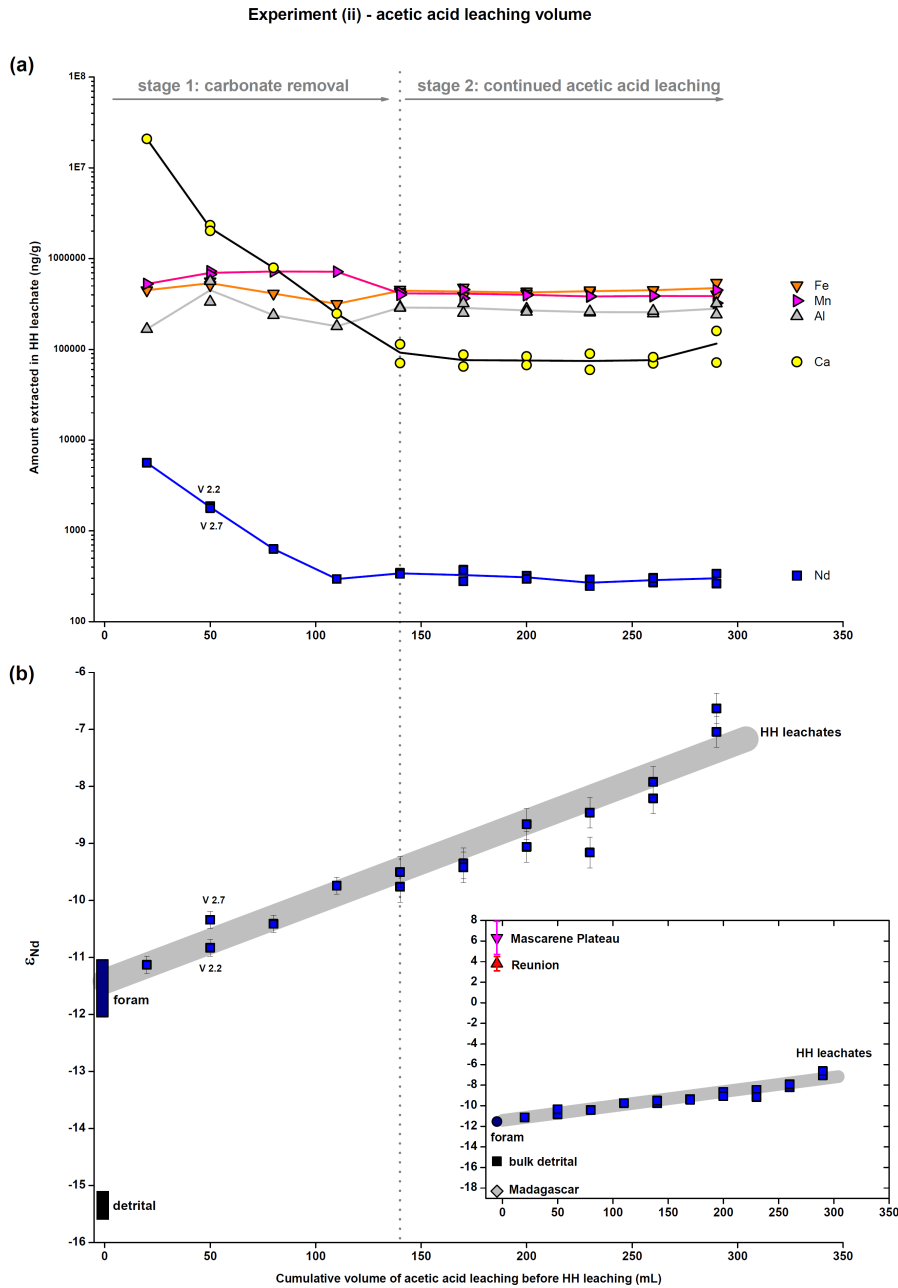 Experiment (ii) - acetic acid leaching volume
(a)
stage 1: carbonate removal
stage 2: continued acetic acid leaching
Amount extracted in HH leachate (ng/g)
1E8
1E7
1000000
100000
10000
1000
100
V 2.2
V 2.7
Fe
Mn
Al
Ca
Nd
0 50 100 150 200 250 300 350
(b)
εNd
-6
-7
-8
-9
-10
-11
-12
-13
-14
-15
-16
HH leachates
V 2.7
V 2.2
foram
detrital
8
6
4
2
0
-2
-4
-6
-8
-10
-12
-14
-16
-18
Mascarene Plateau
Reunion
HH leachates
foram
bulk detrital
Madagascar
0 50 100 150 200 250 300 350
0 50 100 150 200 250 300 350
Cumulative volume of acetic acid leaching before HH leaching (mL)